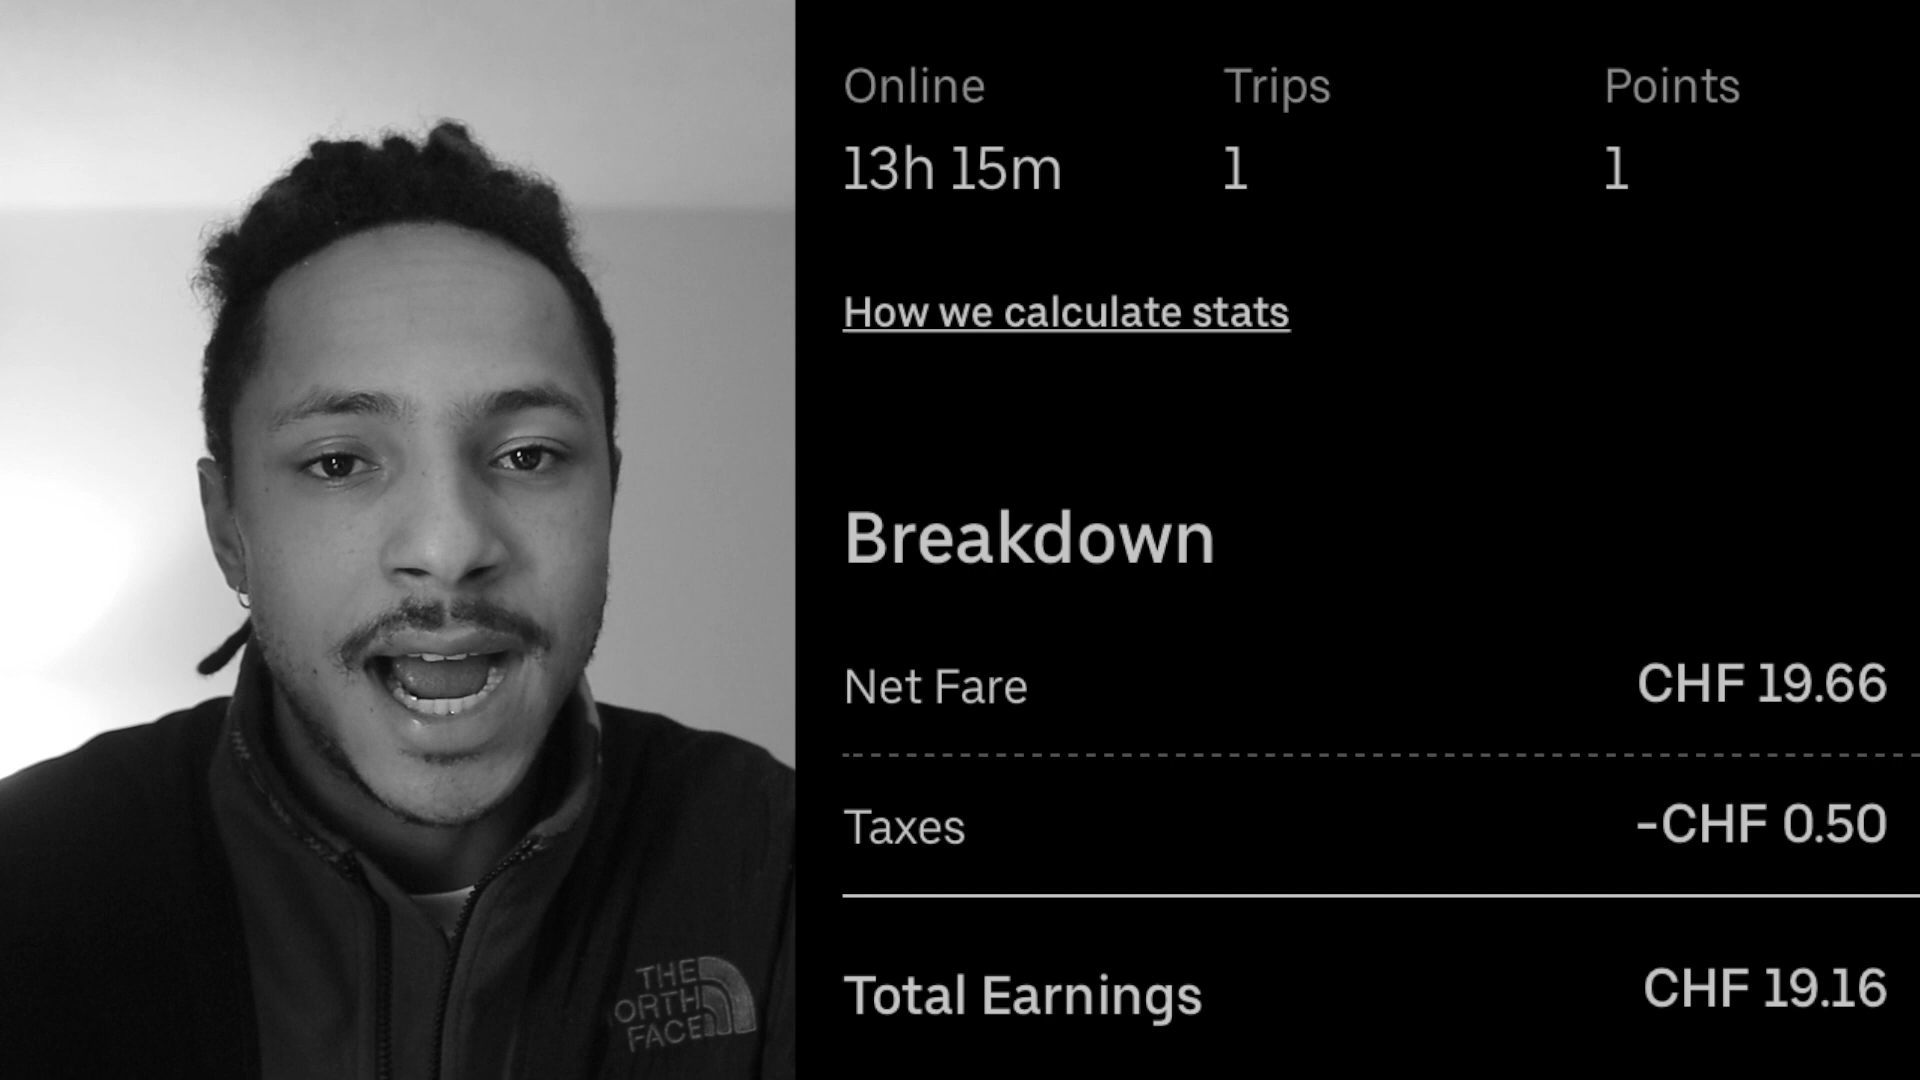 Online Trips Points
13h 15m 1 1
How we calculate stats
Breakdown
Net Fare CHF 19.66
Taxes -CHF 0.50
Total Earnings CHF 19.16
THE
ORTH
FACE